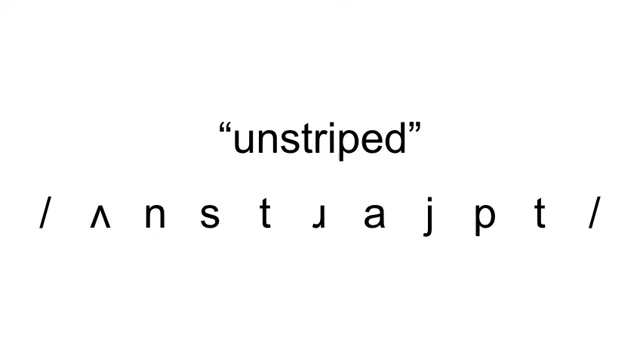 “unstriped”
/ ʌ n s t ɹ a j p t /